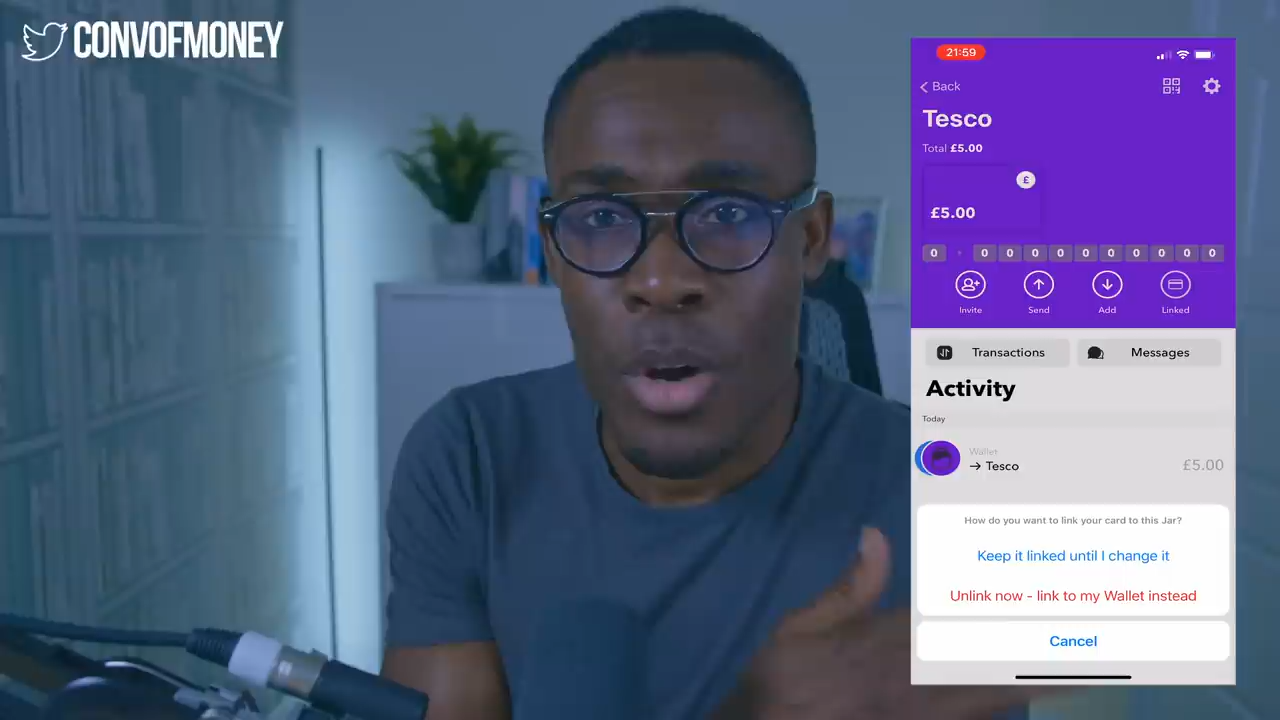 CONVOFMONEY
21:59
Back
Tesco
Total £5.00
£
£5.00
0 0 0 0 0 0 0 0 0 0 0
Invite Send Add Linked
Transactions Messages
Activity
Today
Wallet
→ Tesco £5.00
How do you want to link your card to this Jar?
Keep it linked until I change it
Unlink now - link to my Wallet instead
Cancel